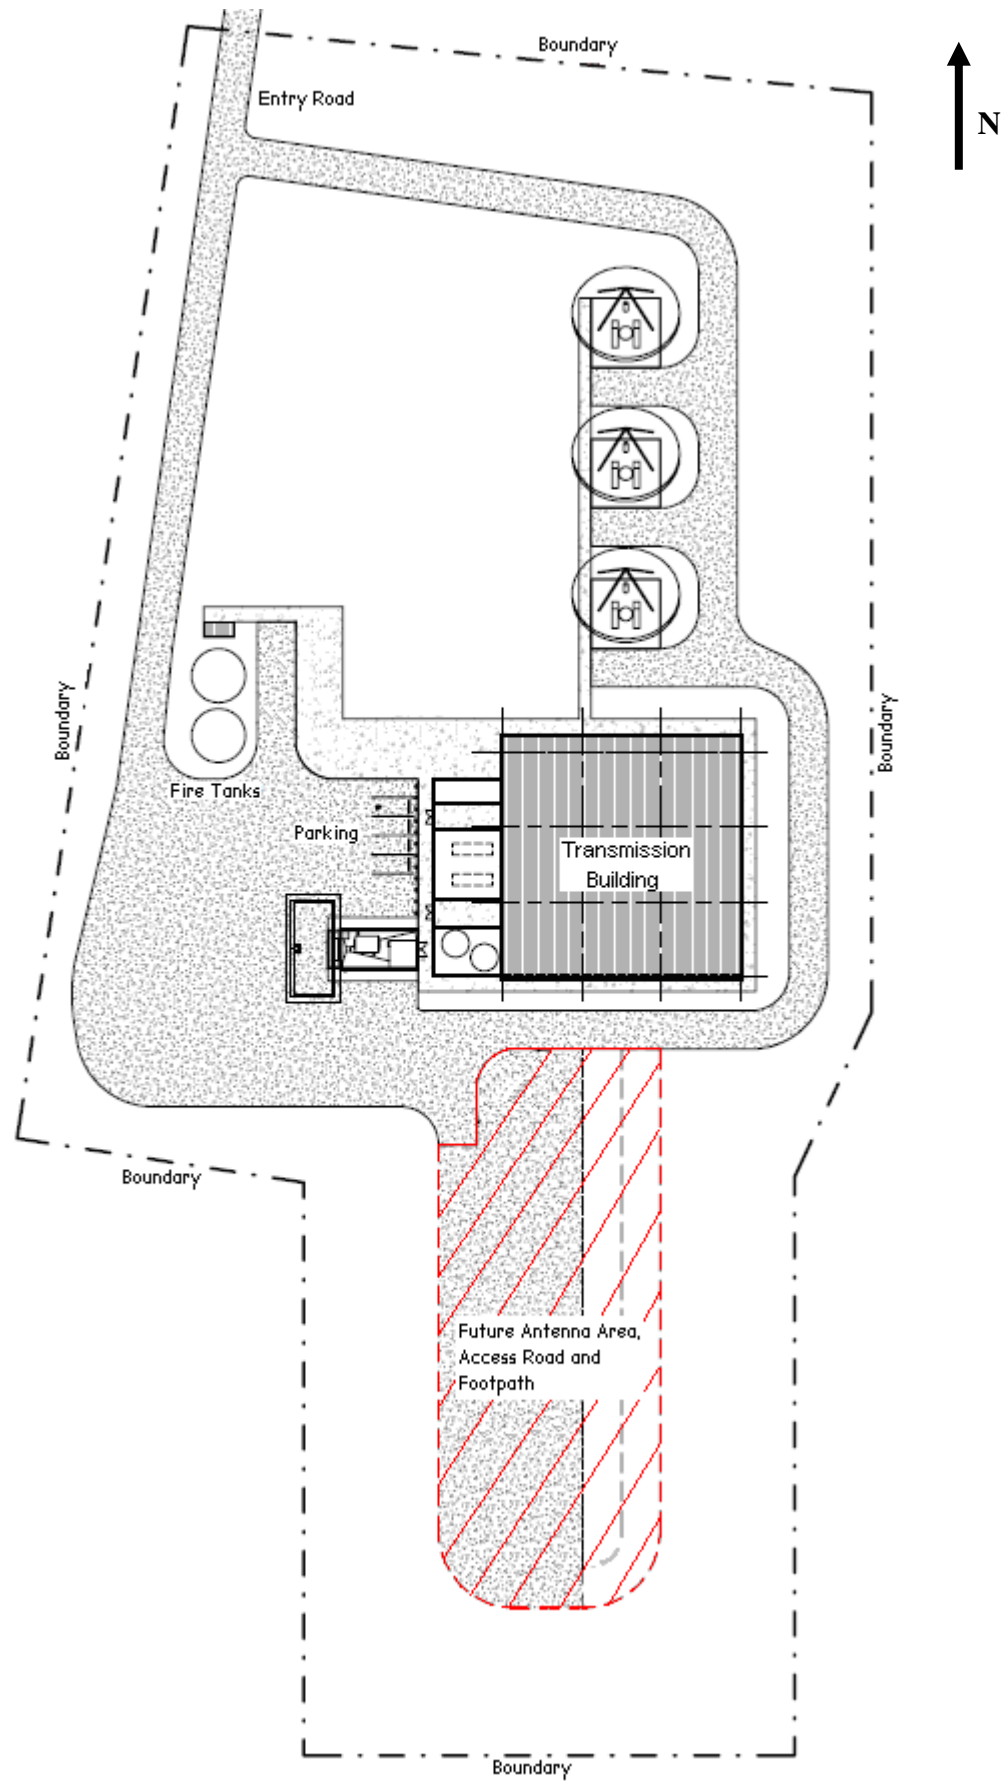 Boundary
Entry Road
N
Boundary
Boundary
Fire Tanks
Parking
Transmission
Building
Boundary
Future Antenna Area,
Access Road and
Footpath
Boundary